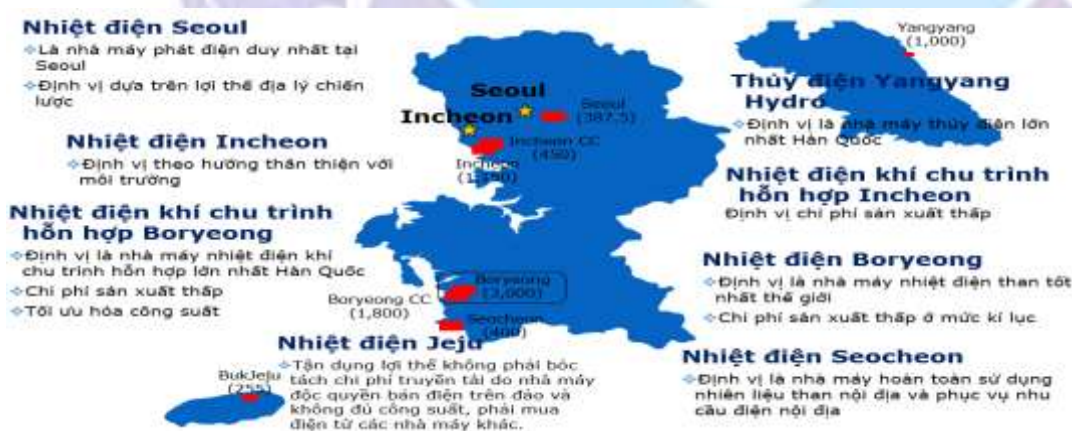 Nhiệt điện Seoul
❖Là nhà máy phát điện duy nhất tại
Seoul
❖Định vị dựa trên lợi thế địa lý chiến
lược
Nhiệt điện Incheon
❖Định vị theo hướng thân thiện với
môi trường
Nhiệt điện khí chu trình
hỗn hợp Boryeong
❖Định vị là nhà máy nhiệt điện khí
chu trình hỗn hợp lớn nhất Hàn Quốc
❖Chi phí sản xuất thấp
❖Tối ưu hóa công suất
Seoul
Incheon
Seoul
(387.5)
Incheon CC
(450)
Incheon
Boryeong
Boryeong CC
(1,800)
Seocheon
(400)
Nhiệt điện Jeju
❖Tận dụng lợi thế không phải bóc
tách chi phí truyền tải do nhà máy
độc quyền bán điện trên đảo và
không đủ công suất, phải mua
điện từ các nhà máy khác.
BukJeju
(255)
Yangyang
(1,000)
Thủy điện Yangyang
Hydro
❖Định vị là nhà máy thủy điện lớn
nhất Hàn Quốc
Nhiệt điện khí chu trình
hỗn hợp Incheon
Định vị chi phí sản xuất thấp
Nhiệt điện Boryeong
❖Định vị là nhà máy nhiệt điện than tốt
nhất thế giới
❖Chi phí sản xuất thấp ở mức kỉ lục
Nhiệt điện Seocheon
❖Định vị là nhà máy hoàn toàn sử dụng
nhiên liệu than nội địa và phục vụ nhu
cầu điện nội địa